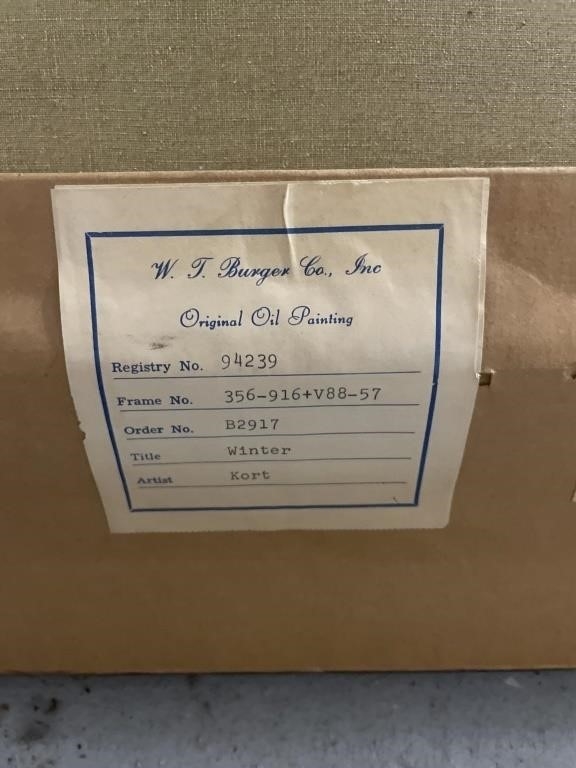 W. T. Burger Co., Inc
Original Oil Painting
Registry No. 94239
Frame No. 356-916+V88-57
Order No. B2917
Title Winter
Artist Kort